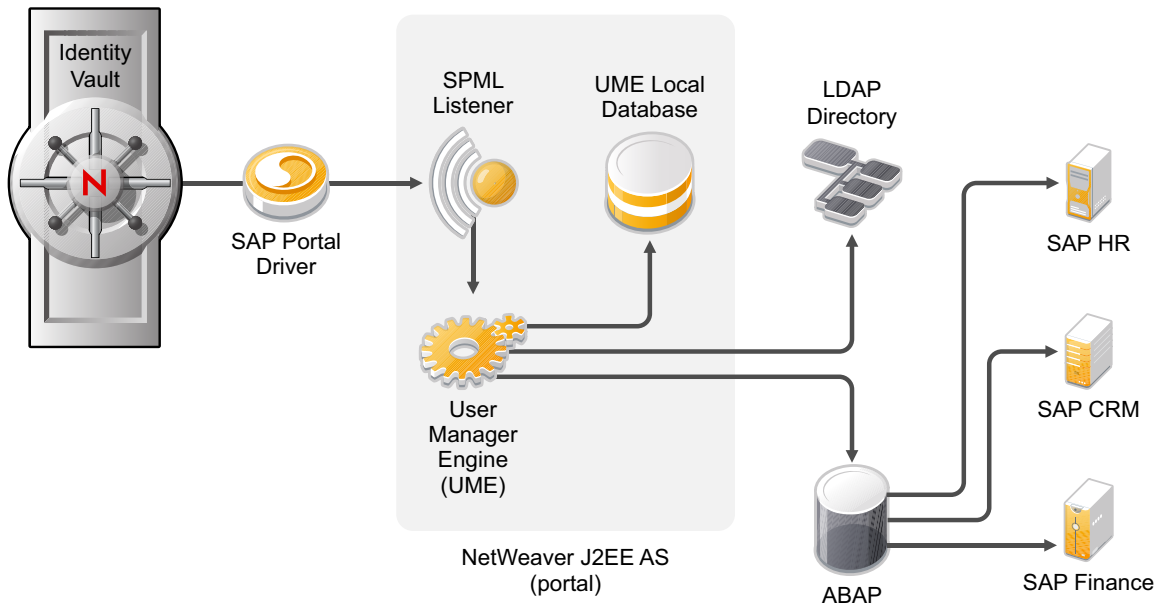 Identity
Vault
N
SAP Portal
Driver
SPML
Listener
UME Local
Database
User
Manager
Engine
(UME)
NetWeaver J2EE AS
(portal)
LDAP
Directory
ABAP
SAP HR
SAP CRM
SAP Finance